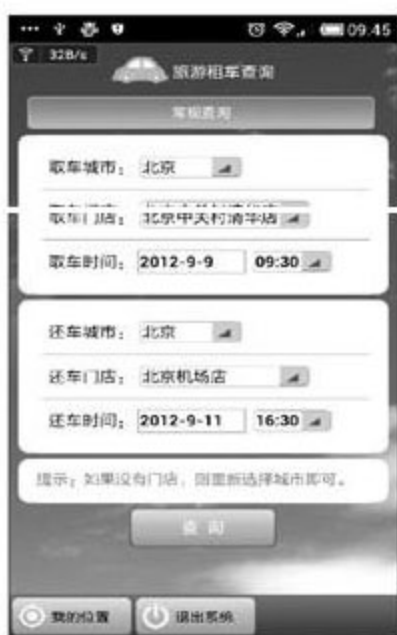 09:45
32B/s
旅游租车查询
车辆查询
取车城市： 北京
取车门店： 北京中关村清华店
取车时间： 2012-9-9 09:30
还车城市： 北京
还车门店： 北京机场店
还车时间： 2012-9-11 16:30
提示：如果没有门店，则重新选择城市即可。
查 询
我的位置 退出系统